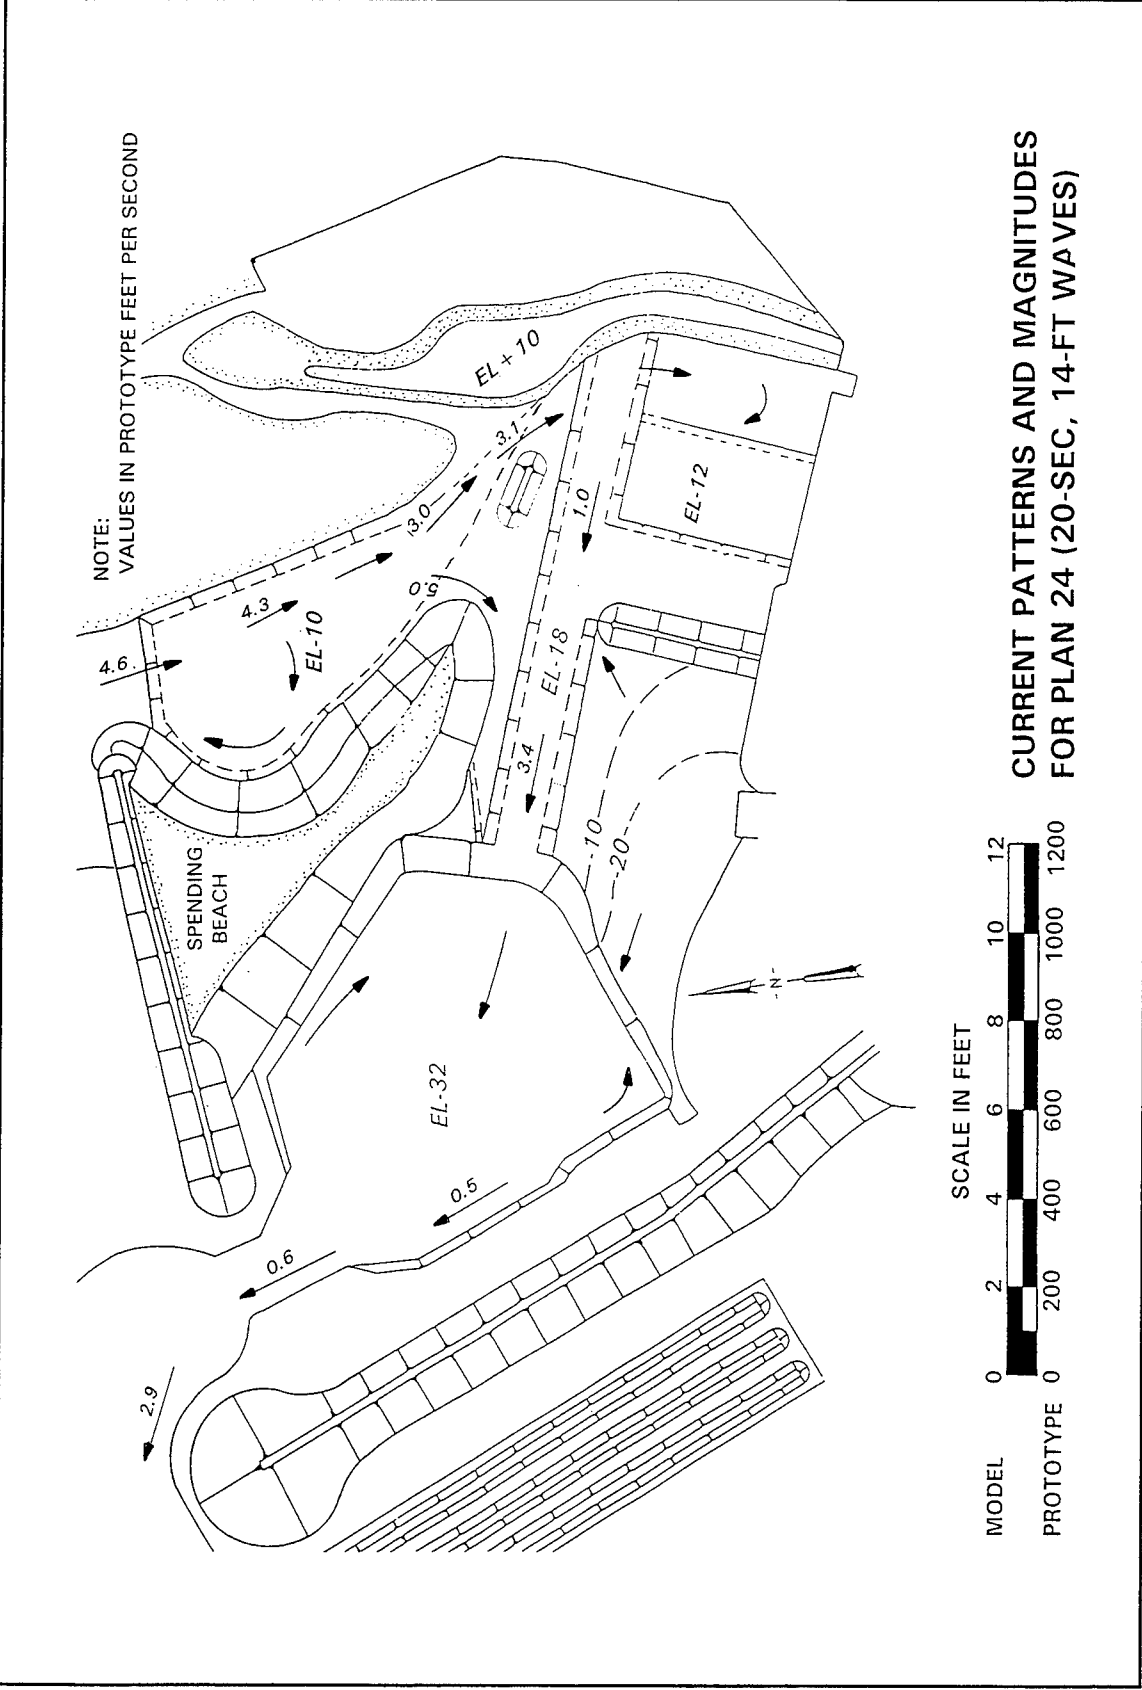 NOTE:
VALUES IN PROTOTYPE FEET PER SECOND
4.6
4.3
EL-10
3.0
3.1
5.0
EL+10
SPENDING
BEACH
1.0
EL-12
EL-18
3.4
-10
-20
EL-32
0.5
0.6
2.9
N
SCALE IN FEET
MODEL 0 2 4 6 8 10 12
PROTOTYPE 0 200 400 600 800 1000 1200
CURRENT PATTERNS AND MAGNITUDES
FOR PLAN 24 (20-SEC, 14-FT WAVES)